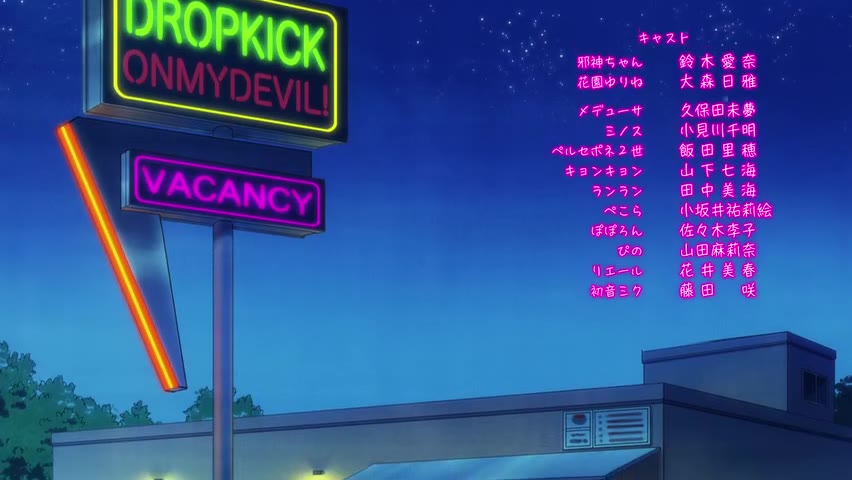 DROPKICK
ONMYDEVIL!
VACANCY
キャスト
邪神ちゃん 鈴木愛奈
花園ゆりね 大森日雅
メデューサ 久保田未夢
ミノス 小見川千明
ペルセポネ2世 飯田里穂
キョンキョン 山下七海
ランラン 田中美海
ぺこら 小坂井祐莉絵
ぽぽろん 佐々木李子
ぴの 山田麻莉奈
リエール 花井美春
初音ミク 藤田 咲